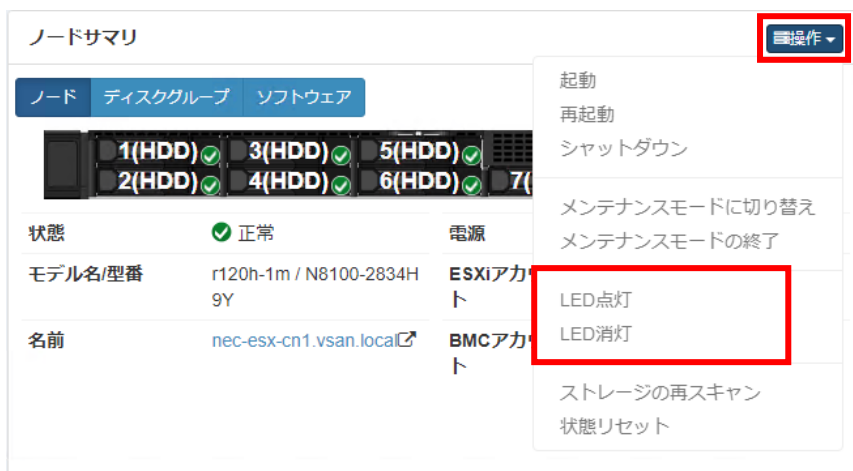 ノードサマリ
操作
ノード ディスクグループ ソフトウェア
1(HDD) 3(HDD) 5(HDD)
2(HDD) 4(HDD) 6(HDD) 7(
状態 正常 電源
モデル名/型番 r120h-1m / N8100-2834H
9Y
ESXiアカ
ト
名前 nec-esx-cn1.vsan.local
BMCアカ
ト
起動
再起動
シャットダウン
メンテナンスモードに切り替え
メンテナンスモードの終了
LED点灯
LED消灯
ストレージの再スキャン
状態リセット